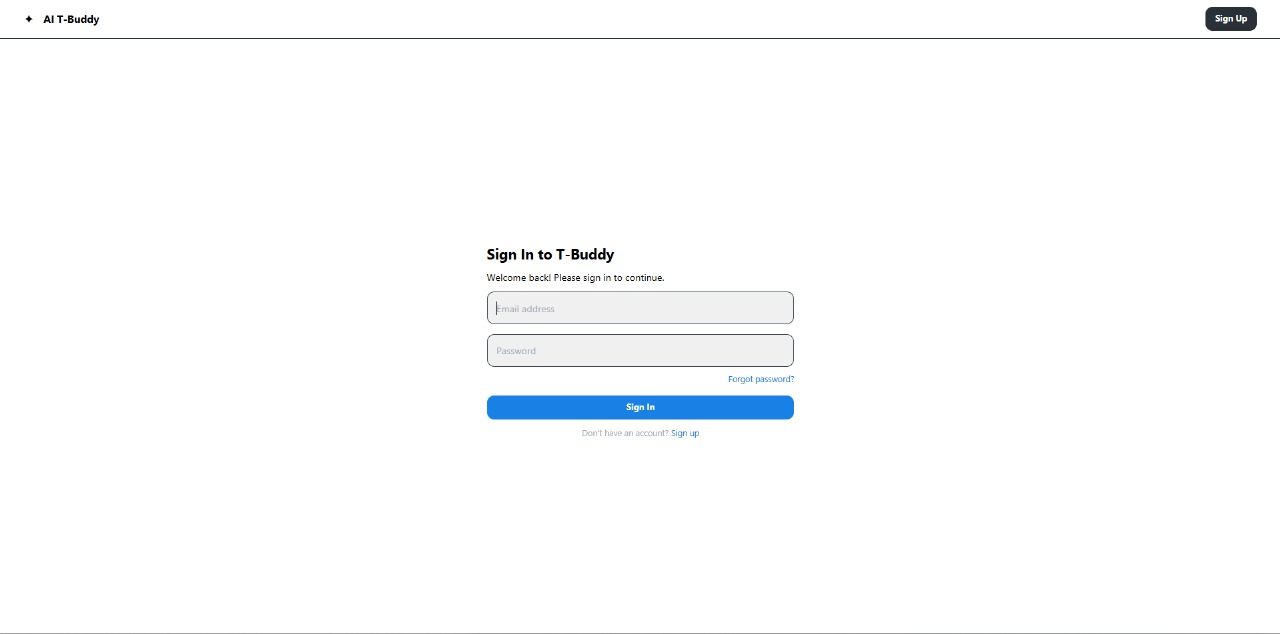 AI T-Buddy
Sign Up
Sign In to T-Buddy
Welcome back! Please sign in to continue.
Email address
Password
Forgot password?
Sign In
Don't have an account? Sign up